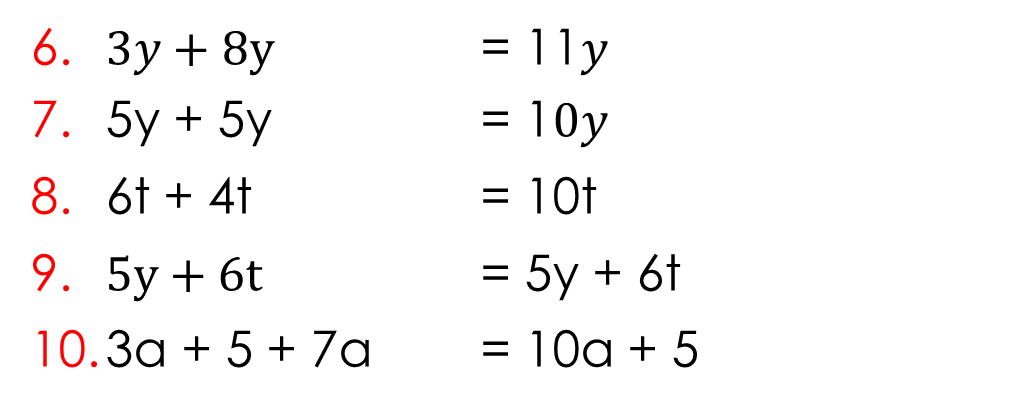 6. 3y + 8y = 11y
7. 5y + 5y = 10y
8. 6t + 4t = 10t
9. 5y + 6t = 5y + 6t
10. 3a + 5 + 7a = 10a + 5